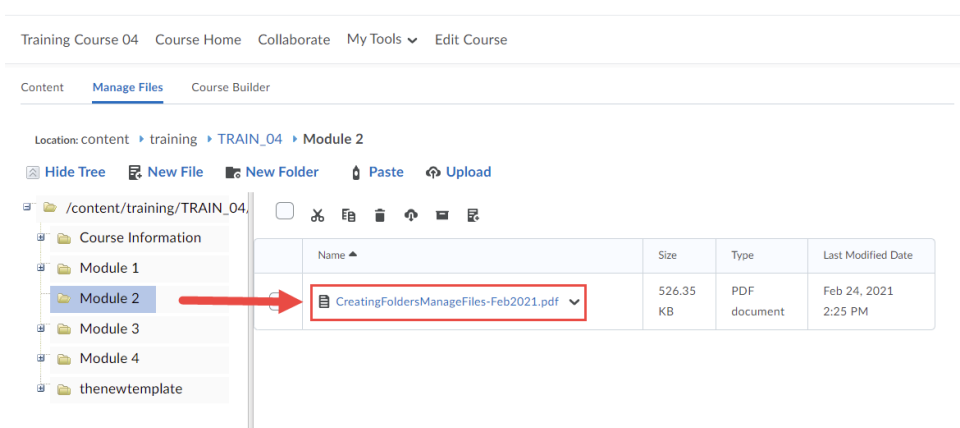 Training Course 04 Course Home Collaborate My Tools Edit Course
Content Manage Files Course Builder
Location: content training TRAIN_04 Module 2
Hide Tree New File New Folder Paste Upload
/content/training/TRAIN_04/
Course Information
Module 1
Module 2
Module 3
Module 4
thenewtemplate
Name Size Type Last Modified Date
CreatingFoldersManageFiles-Feb2021.pdf 526.35 KB PDF document Feb 24, 2021 2:25 PM